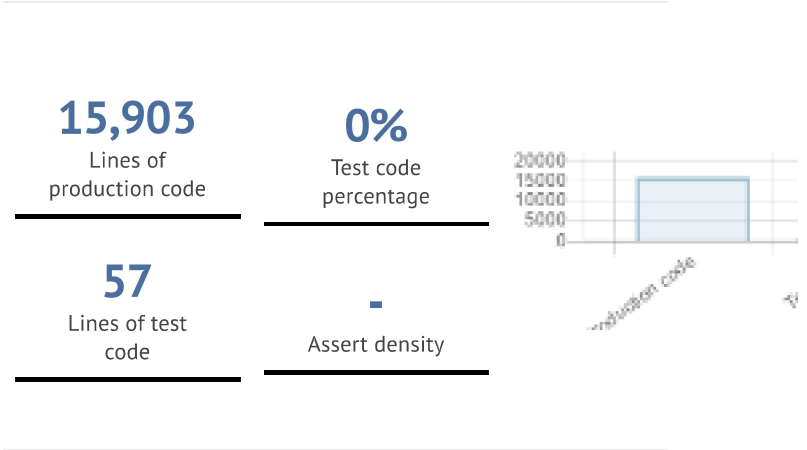 15,903
Lines of
production code
0%
Test code
percentage
57
Lines of test
code
-
Assert density
20000
15000
10000
5000
0
code